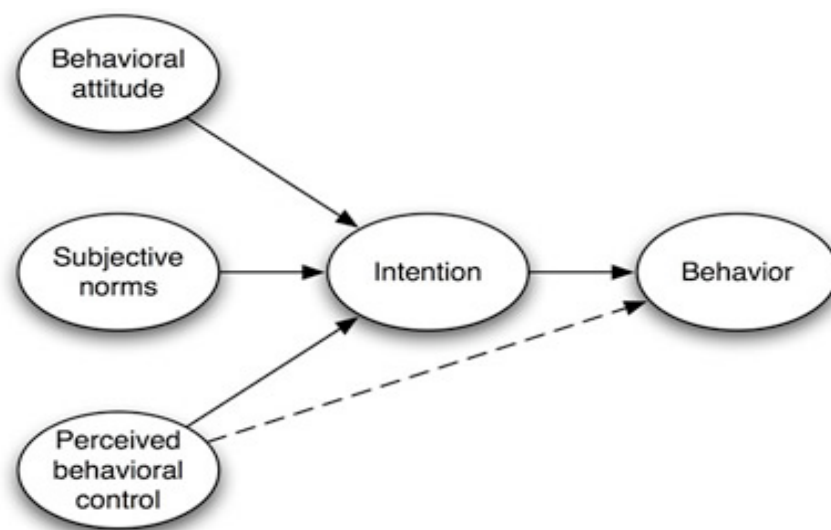 Behavioral
attitude
Subjective
norms
Intention
Behavior
Perceived
behavioral
control